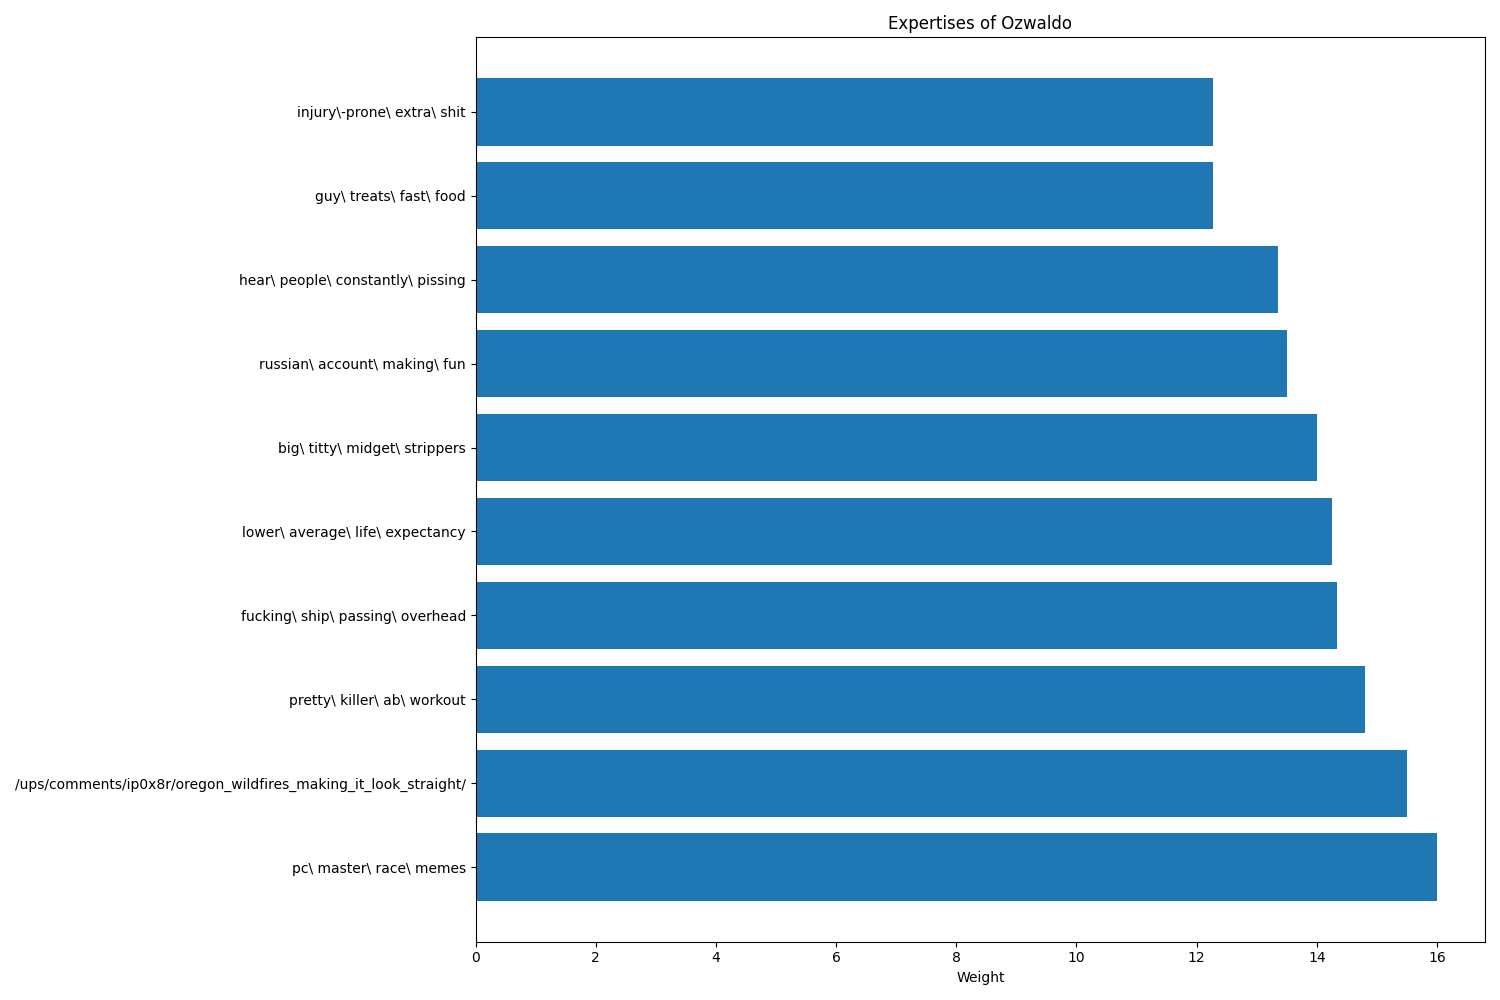 Expertises of Ozwaldo
injury\-prone\ extra\ shit
guy\ treats\ fast\ food
hear\ people\ constantly\ pissing
russian\ account\ making\ fun
big\ titty\ midget\ strippers
lower\ average\ life\ expectancy
fucking\ ship\ passing\ overhead
pretty\ killer\ ab\ workout
/ups/comments/ip0x8r/oregon_wildfires_making_it_look_straight/
pc\ master\ race\ memes
0 2 4 6 8 10 12 14 16
Weight